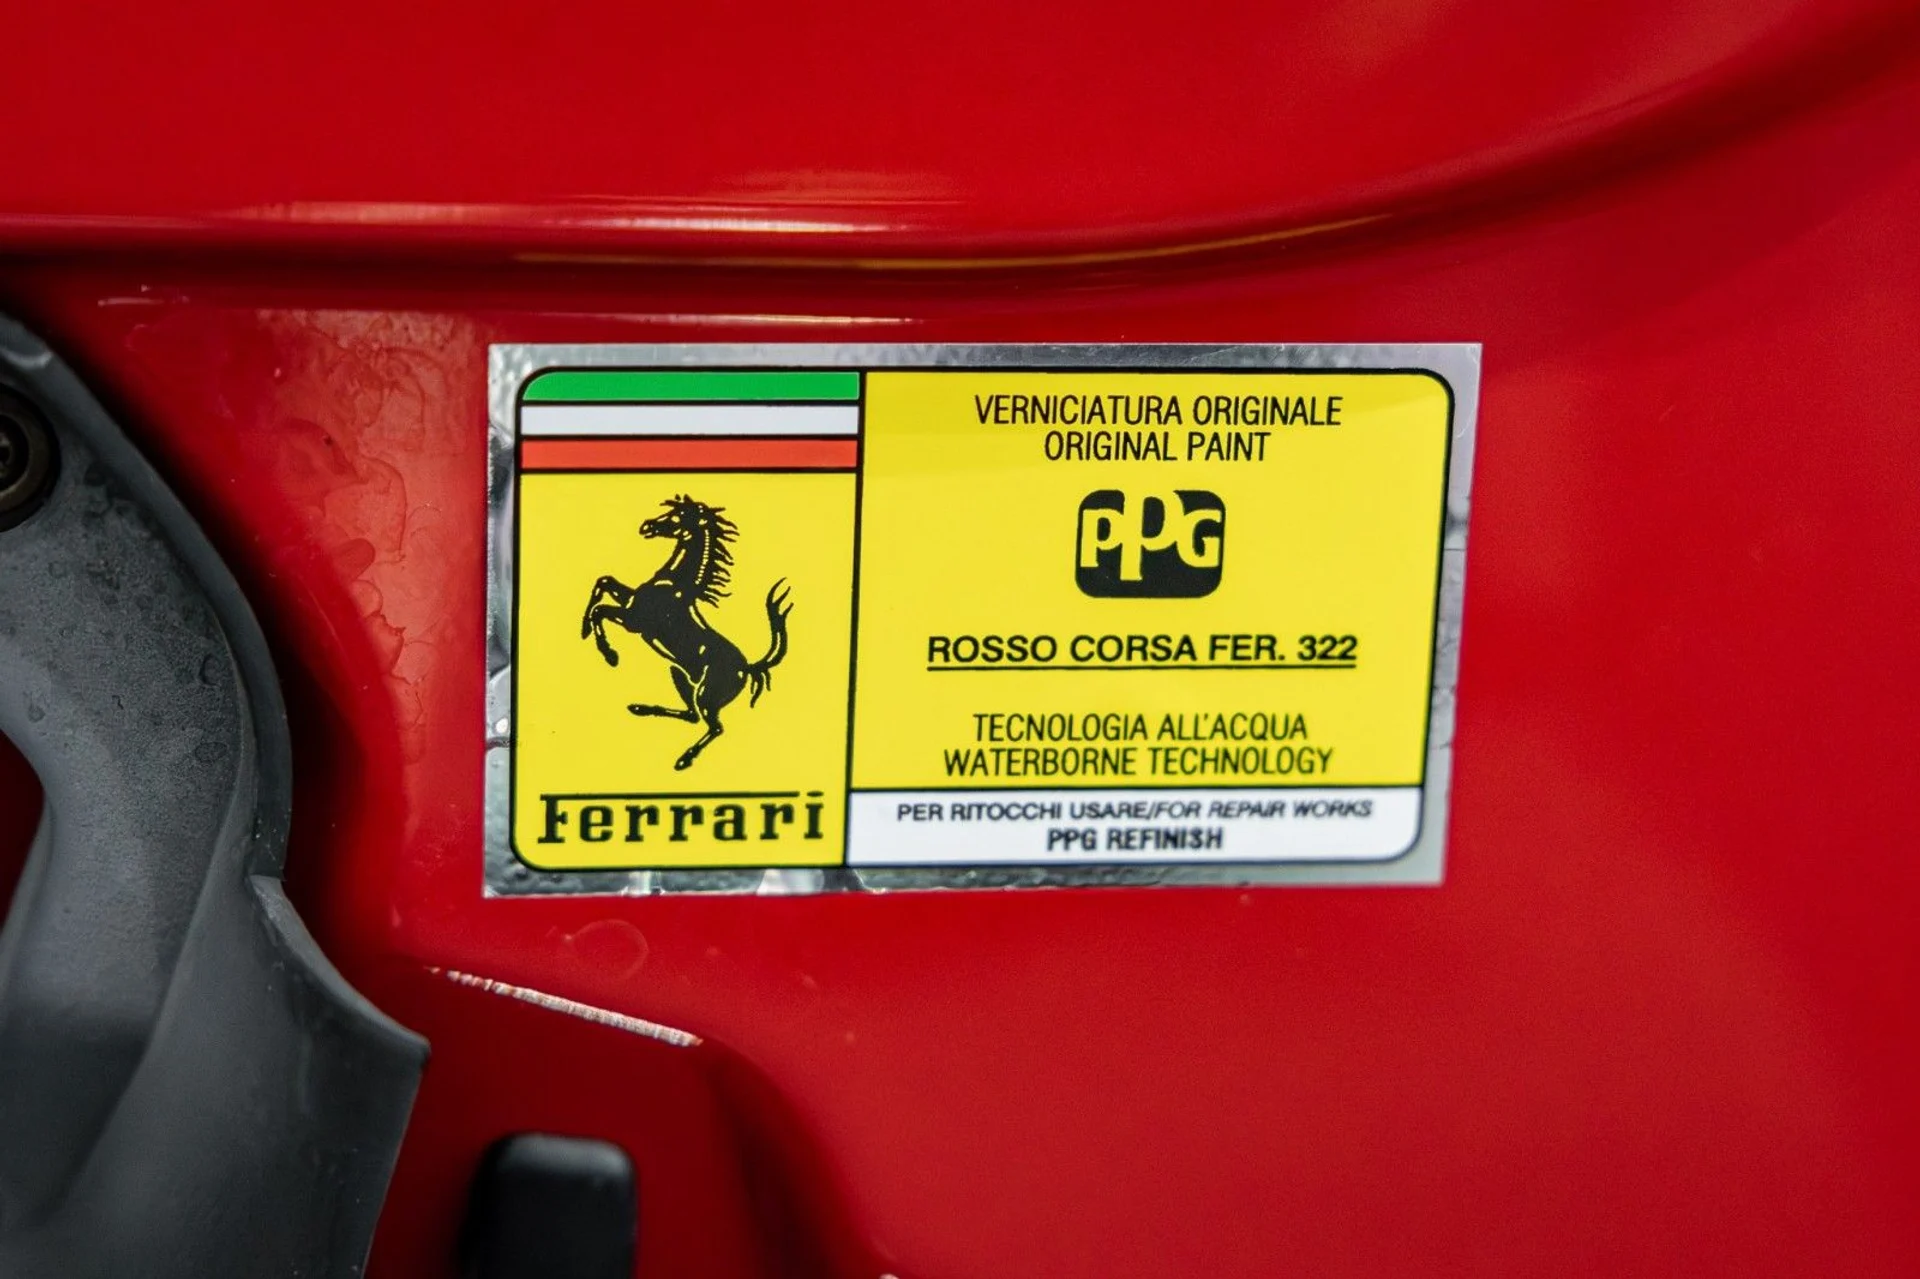 Ferrari
VERNICIATURA ORIGINALE
ORIGINAL PAINT
PPG
ROSSO CORSA FER. 322
TECNOLOGIA ALL'ACQUA
WATERBORNE TECHNOLOGY
PER RITOCCHI USARE/FOR REPAIR WORKS
PPG REFINISH